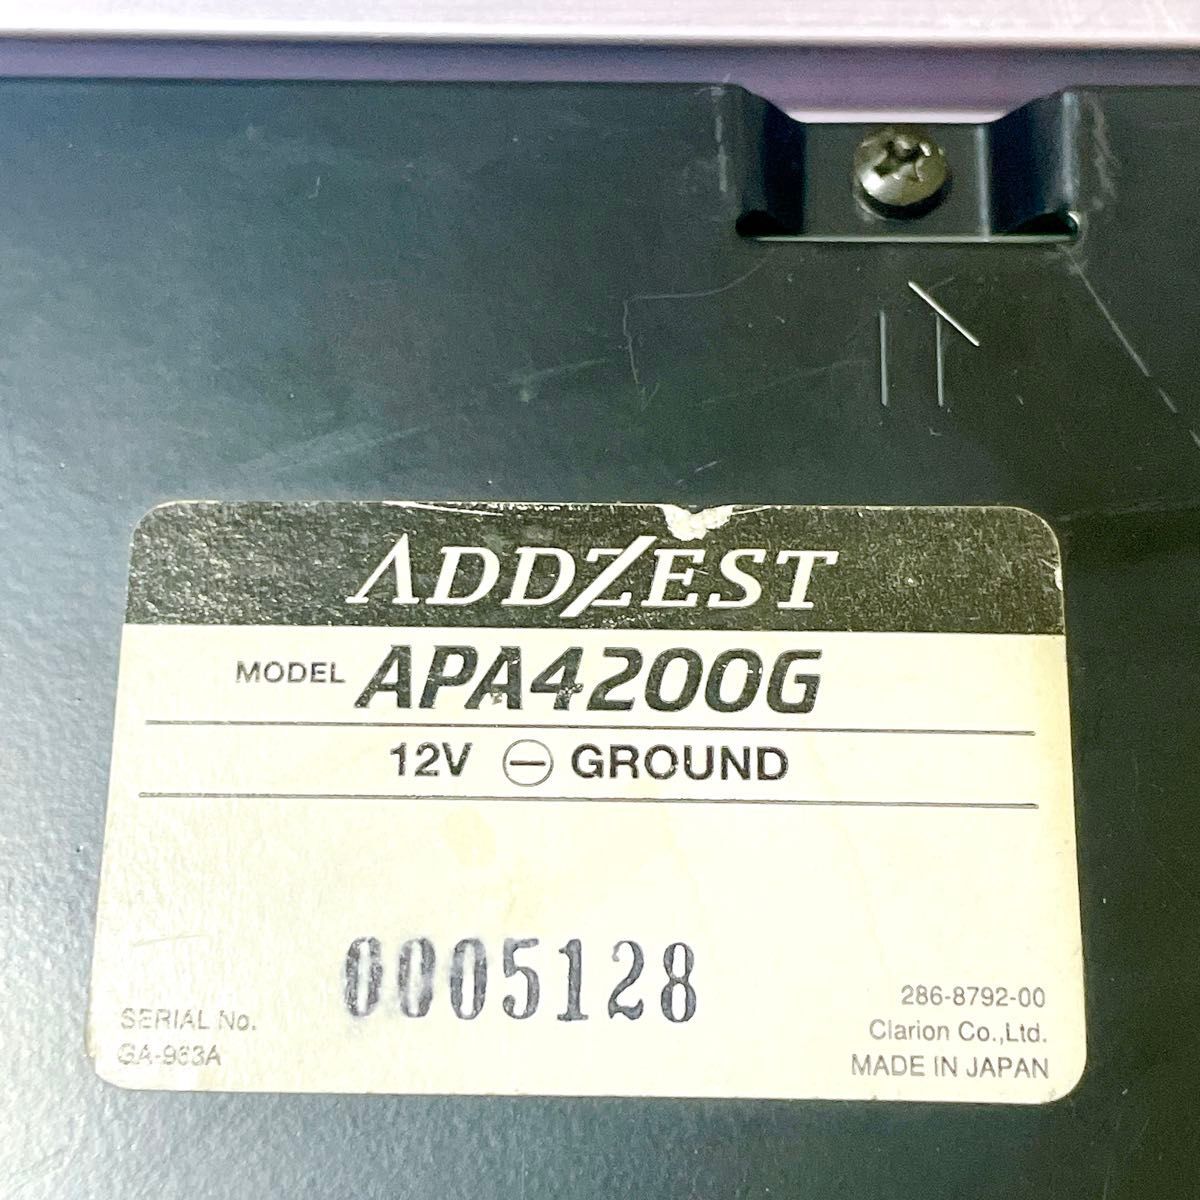 ADDZEST
MODEL APA4200G
12V ⊖ GROUND
0005128
SERIAL No.
GA-963A
286-8792-00
Clarion Co.,Ltd.
MADE IN JAPAN